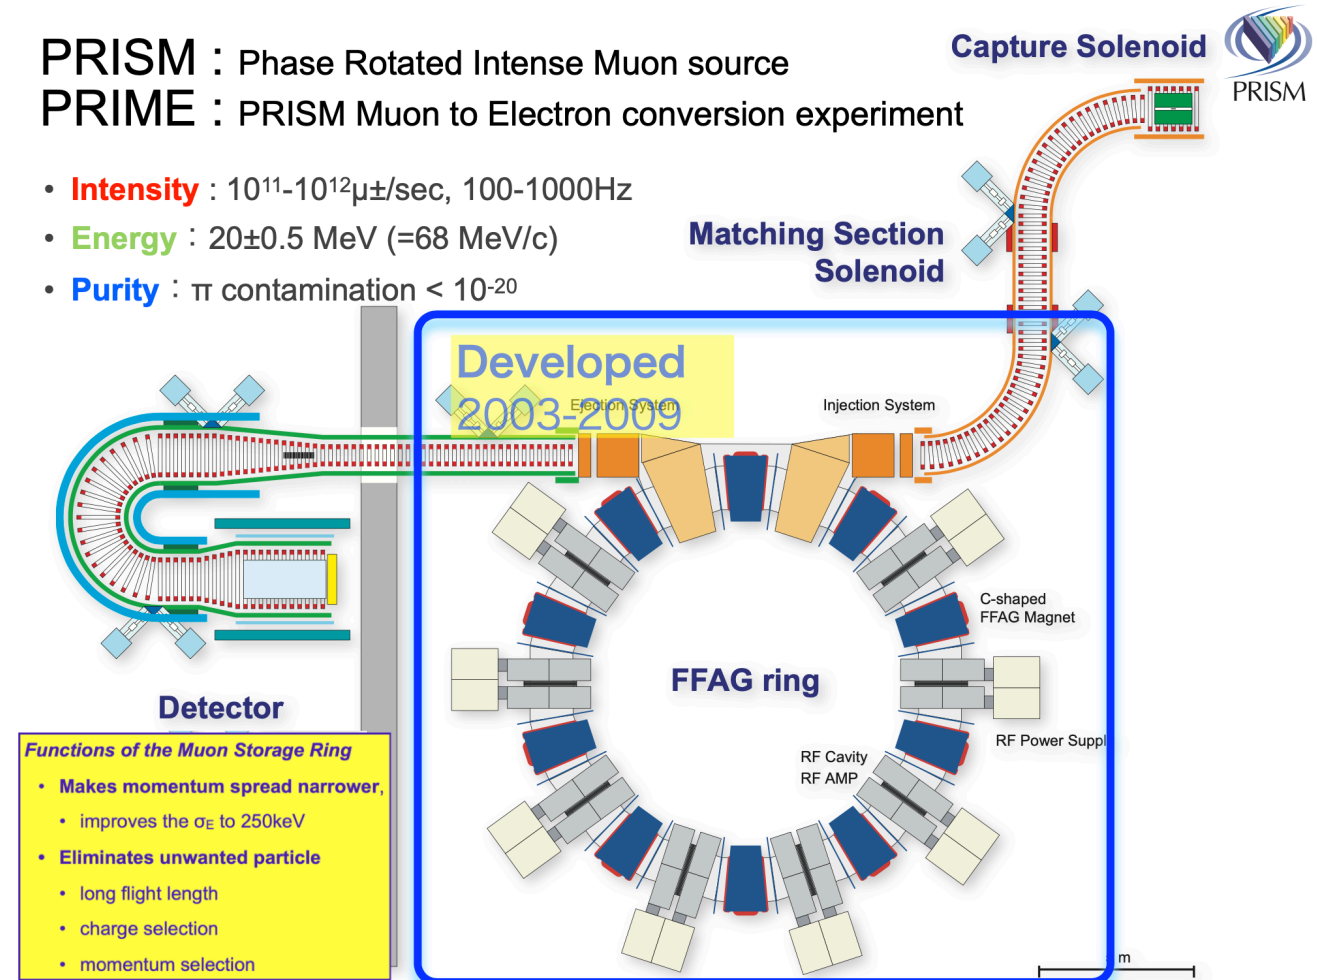 PRISM : Phase Rotated Intense Muon source
PRIME : PRISM Muon to Electron conversion experiment
Capture Solenoid
PRISM
• Intensity : 10¹¹-10¹²μ±/sec, 100-1000Hz
• Energy : 20±0.5 MeV (=68 MeV/c)
• Purity : π contamination < 10⁻²⁰
Matching Section
Solenoid
Developed
2003-2009
Ejection System
Injection System
C-shaped
FFAG Magnet
FFAG ring
RF Power Suppl
RF Cavity
RF AMP
Detector
Functions of the Muon Storage Ring
• Makes momentum spread narrower,
• improves the σE to 250keV
• Eliminates unwanted particle
• long flight length
• charge selection
• momentum selection
m